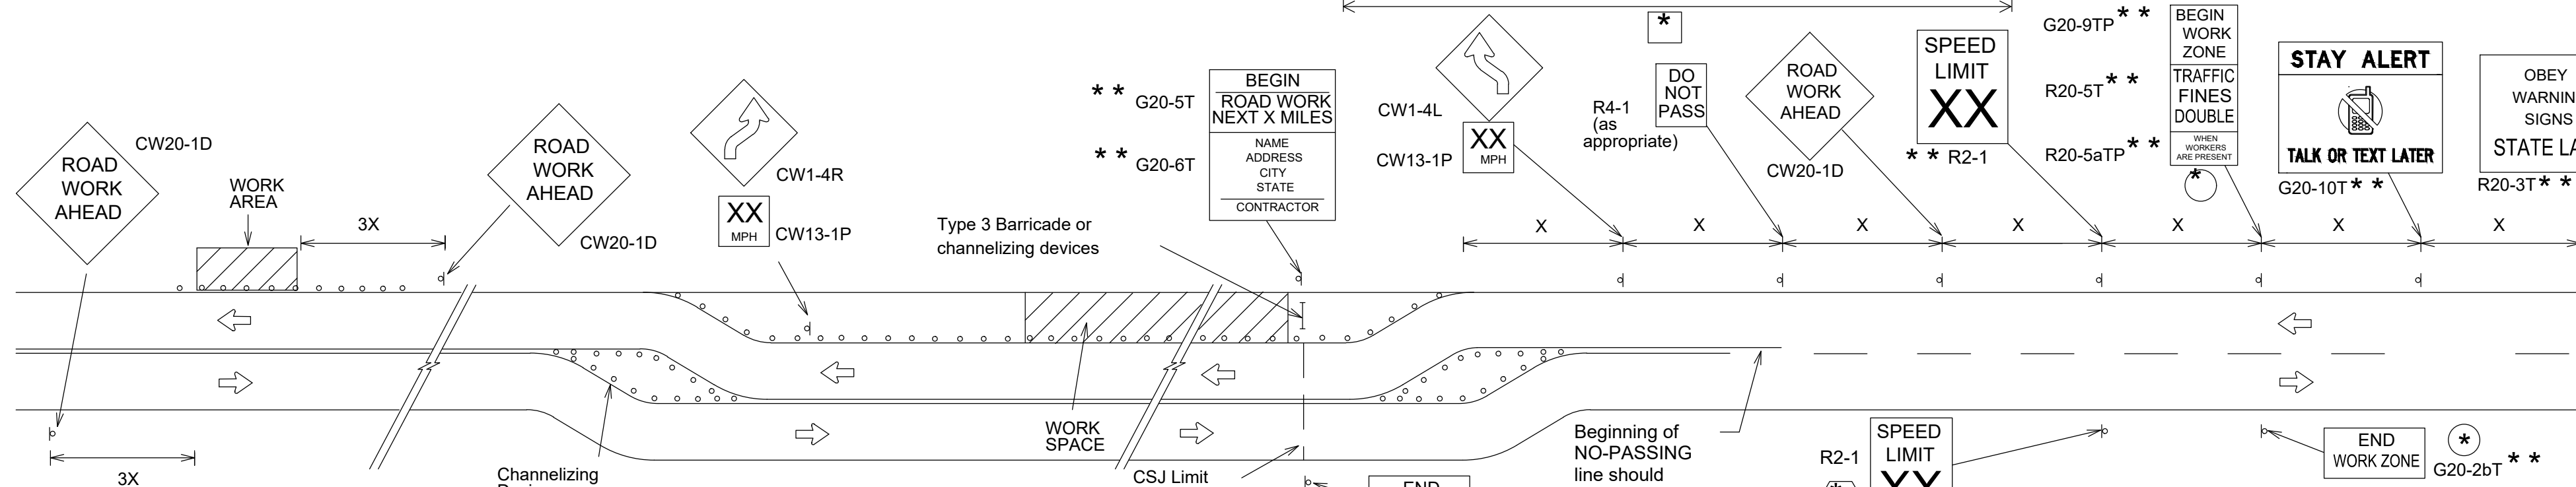 ROAD
WORK
AHEAD
CW20-1D
WORK
AREA
3X
3X
ROAD
WORK
AHEAD
CW20-1D
CW1-4R
XX
MPH
CW13-1P
Channelizing
* * G20-5T
* * G20-6T
BEGIN
ROAD WORK
NEXT X MILES
NAME
ADDRESS
CITY
STATE
CONTRACTOR
Type 3 Barricade or
channelizing devices
WORK
SPACE
CSJ Limit
END
CW1-4L
XX
MPH
CW13-1P
*
R4-1
(as
appropriate)
DO
NOT
PASS
ROAD
WORK
AHEAD
CW20-1D
SPEED
LIMIT
XX
* * R2-1
G20-9TP * *
R20-5T * *
R20-5aTP * *
BEGIN
WORK
ZONE
TRAFFIC
FINES
DOUBLE
WHEN
WORKERS
ARE PRESENT
*
STAY ALERT
TALK OR TEXT LATER
G20-10T * *
OBEY
WARNIN
SIGNS
STATE LA
R20-3T * *
X
X
X
X
X
X
X
Beginning of
NO-PASSING
line should
R2-1
SPEED
LIMIT
XX
END
WORK ZONE
*
G20-2bT * *